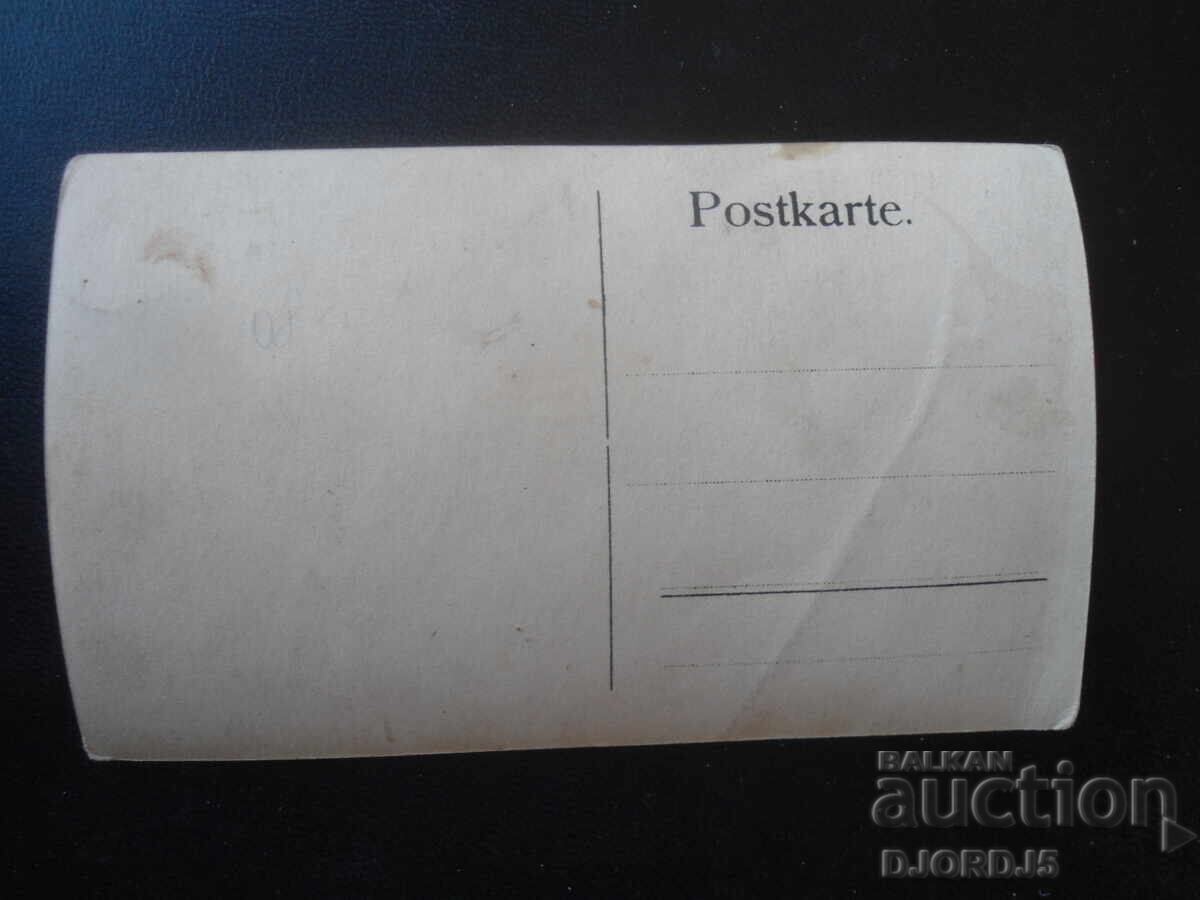 Postkarte.
BALKAN
auction
DJORDJ5